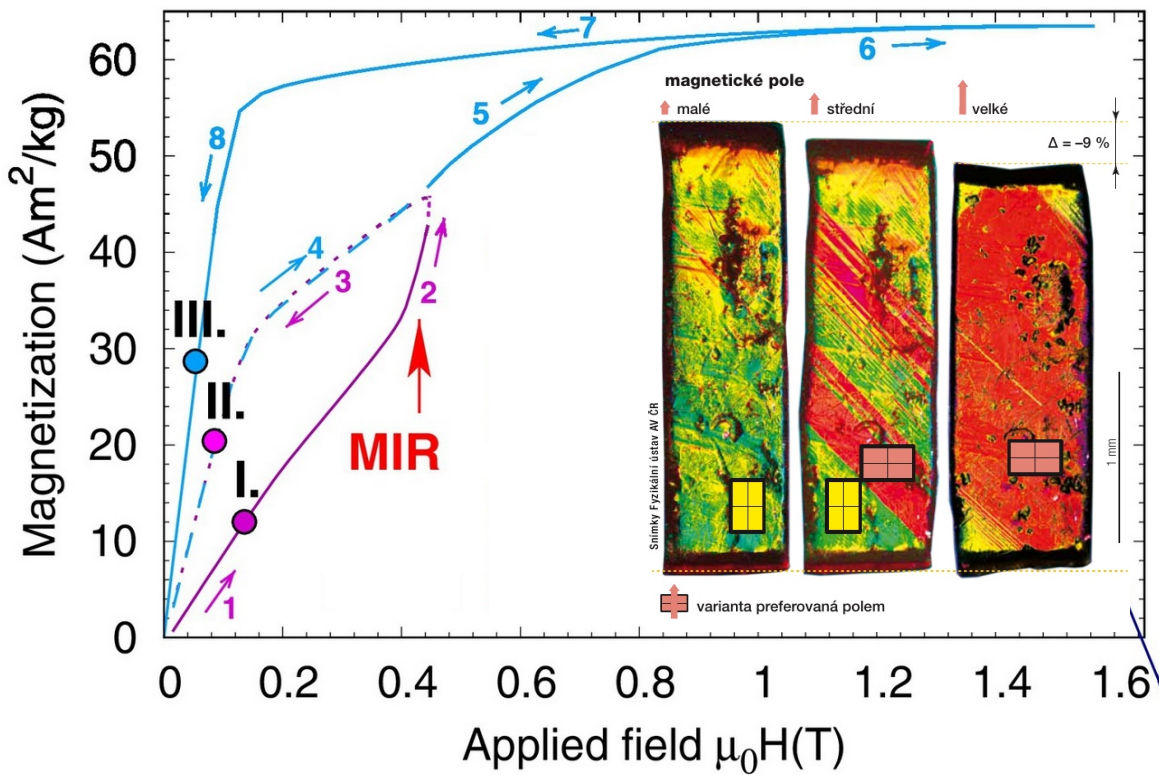 Magnetization (Am²/kg)
60
50
40
30
20
10
0
7
6
5
8
4
3
2
1
III.
II.
I.
MIR
magnetické pole
malé
střední
velké
Δ = –9 %
1 mm
Snímky Fyzikální ústav AV ČR
varianta preferovaná polem
0
0.2
0.4
0.6
0.8
1
1.2
1.4
1.6
Applied field μ₀H(T)